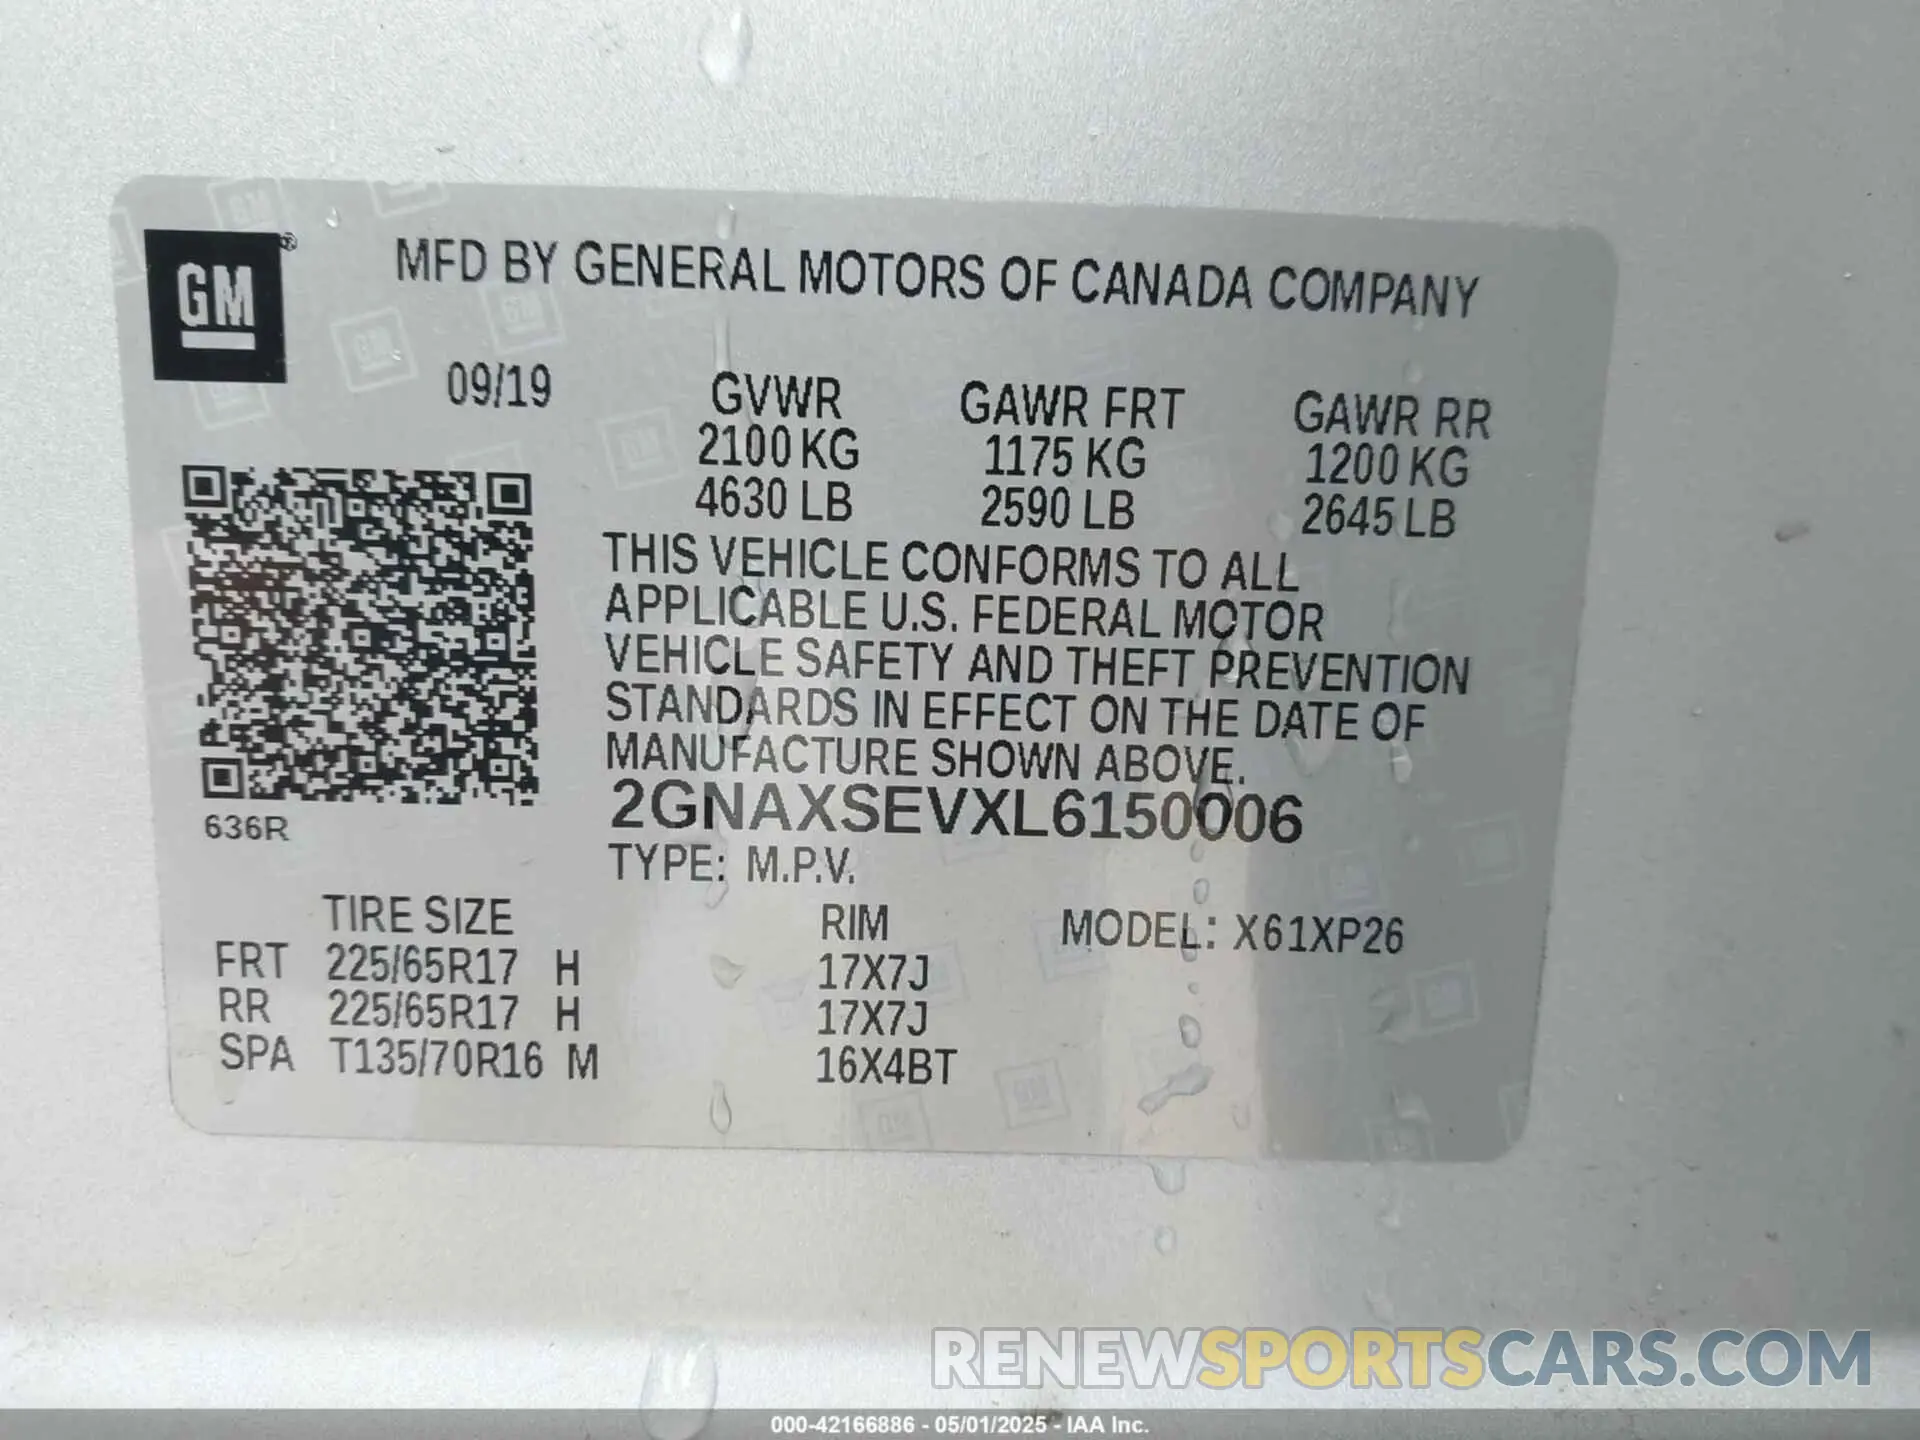 GM®
MFD BY GENERAL MOTORS OF CANADA COMPANY
09/19 GVWR GAWR FRT GAWR RR
2100 KG 1175 KG 1200 KG
4630 LB 2590 LB 2645 LB
THIS VEHICLE CONFORMS TO ALL
APPLICABLE U.S. FEDERAL MOTOR
VEHICLE SAFETY AND THEFT PREVENTION
STANDARDS IN EFFECT ON THE DATE OF
MANUFACTURE SHOWN ABOVE.
2GNAXSEVXL6150006
636R
TYPE: M.P.V.
TIRE SIZE RIM MODEL: X61XP26
FRT 225/65R17 H 17X7J
RR 225/65R17 H 17X7J
SPA T135/70R16 M 16X4BT
RENEWSPORTSCARS.COM
000-42166886 - 05/01/2025 - IAA Inc.